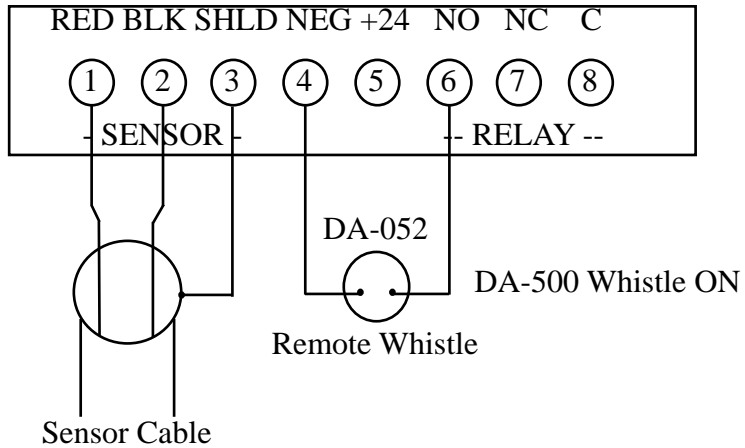 RED BLK SHLD NEG +24 NO NC C
1 2 3 4 5 6 7 8
- SENSOR - -- RELAY --
DA-052
DA-500 Whistle ON
Remote Whistle
Sensor Cable